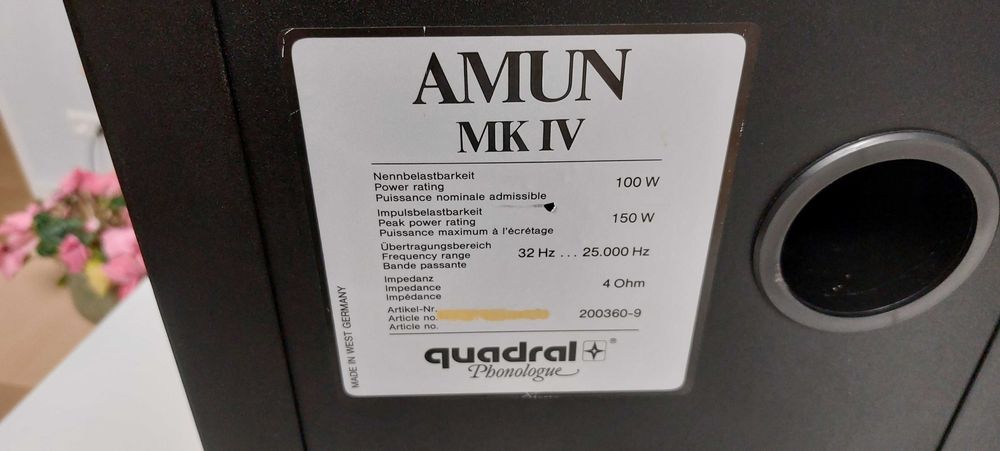 AMUN
MK IV
Nennbelastbarkeit
Power rating 100 W
Puissance nominale admissible
Impulsbelastbarkeit
Peak power rating 150 W
Puissance maximum à l'écrétage
Übertragungsbereich
Frequency range 32 Hz ... 25.000 Hz
Bande passante
Impedanz
Impedance 4 Ohm
Impédance
Artikel-Nr.
Article no. 200360-9
Article no.
quadral ®
Phonologue
MADE IN WEST GERMANY